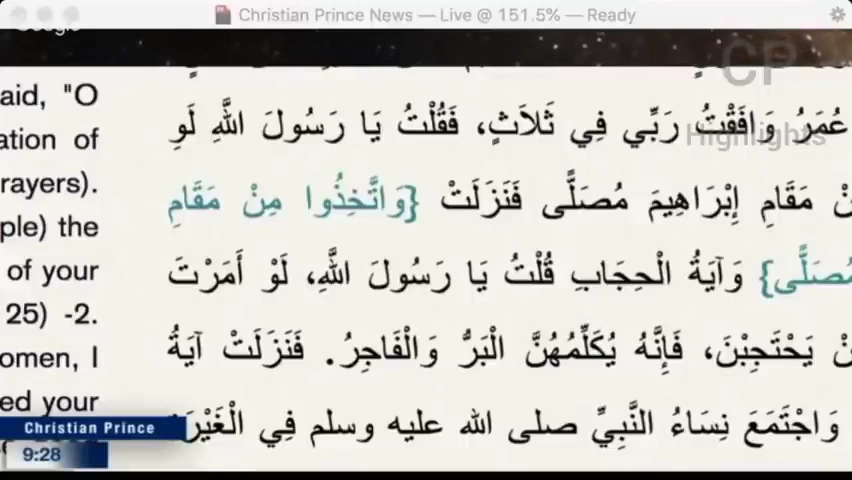 Christian Prince News — Live @ 151.5% — Ready
Google
CP
Highlights
aid, "O
ation of
rayers).
ple) the
of your
25) -2.
omen, I
ed your
عُمَرُ وَافَقْتُ رَبِّي فِي ثَلاَثٍ، فَقُلْتُ يَا رَسُولَ اللَّهِ لَوِ
نْ مَقَامِ إِبْرَاهِيمَ مُصَلًّى فَنَزَلَتْ {وَاتَّخِذُوا مِنْ مَقَامِ
مُصَلًّى} وَآيَةُ الْحِجَابِ قُلْتُ يَا رَسُولَ اللَّهِ، لَوْ أَمَرْتَ
نْ يَحْتَجِبْنَ، فَإِنَّهُ يُكَلِّمُهُنَّ الْبَرُّ وَالْفَاجِرُ. فَنَزَلَتْ آيَةُ
وَاجْتَمَعَ نِسَاءُ النَّبِيِّ صلى الله عليه وسلم فِي الْغَيْرَةِ
Christian Prince
9:28